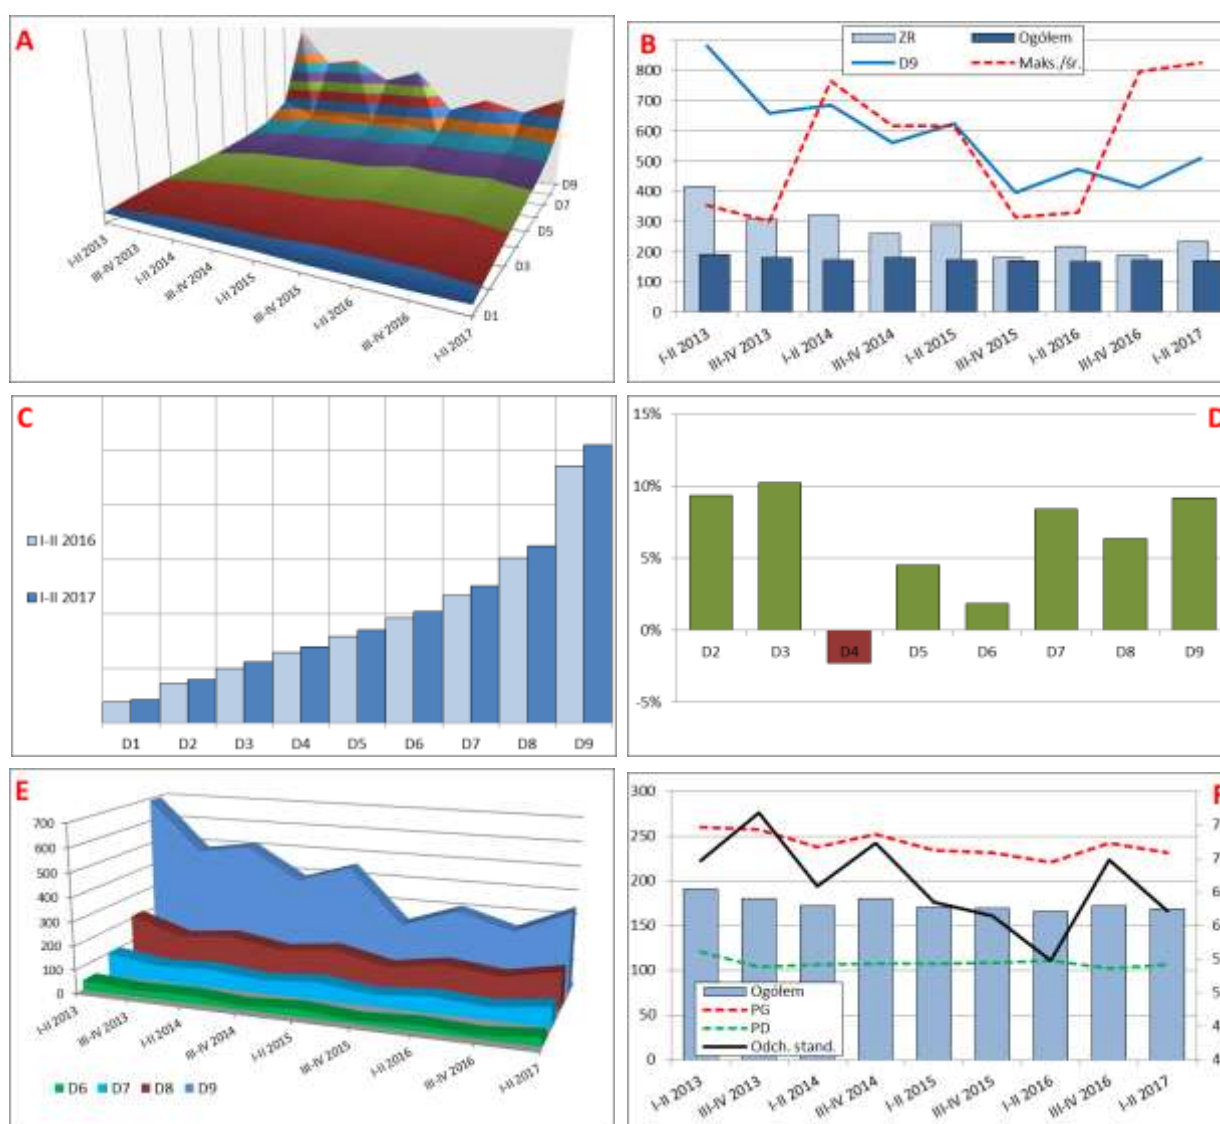 A
D9
D7
D5
D3
D1
I-II 2013
III-IV 2013
I-II 2014
III-IV 2014
I-II 2015
III-IV 2015
I-II 2016
III-IV 2016
I-II 2017
B
ZR
Ogółem
D9
Maks./śr.
800
700
600
500
400
300
200
100
0
I-II 2013
III-IV 2013
I-II 2014
III-IV 2014
I-II 2015
III-IV 2015
I-II 2016
III-IV 2016
I-II 2017
C
I-II 2016
I-II 2017
D1 D2 D3 D4 D5 D6 D7 D8 D9
D
15%
10%
5%
0%
-5%
D2 D3 D4 D5 D6 D7 D8 D9
E
700
600
500
400
300
200
100
0
I-II 2013
III-IV 2013
I-II 2014
III-IV 2014
I-II 2015
III-IV 2015
I-II 2016
III-IV 2016
I-II 2017
D6 D7 D8 D9
F
300
250
200
150
100
50
0
7
7
6
6
5
5
4
4
Ogółem
PG
PD
Odch. stand.
I-II 2013
III-IV 2013
I-II 2014
III-IV 2014
I-II 2015
III-IV 2015
I-II 2016
III-IV 2016
I-II 2017